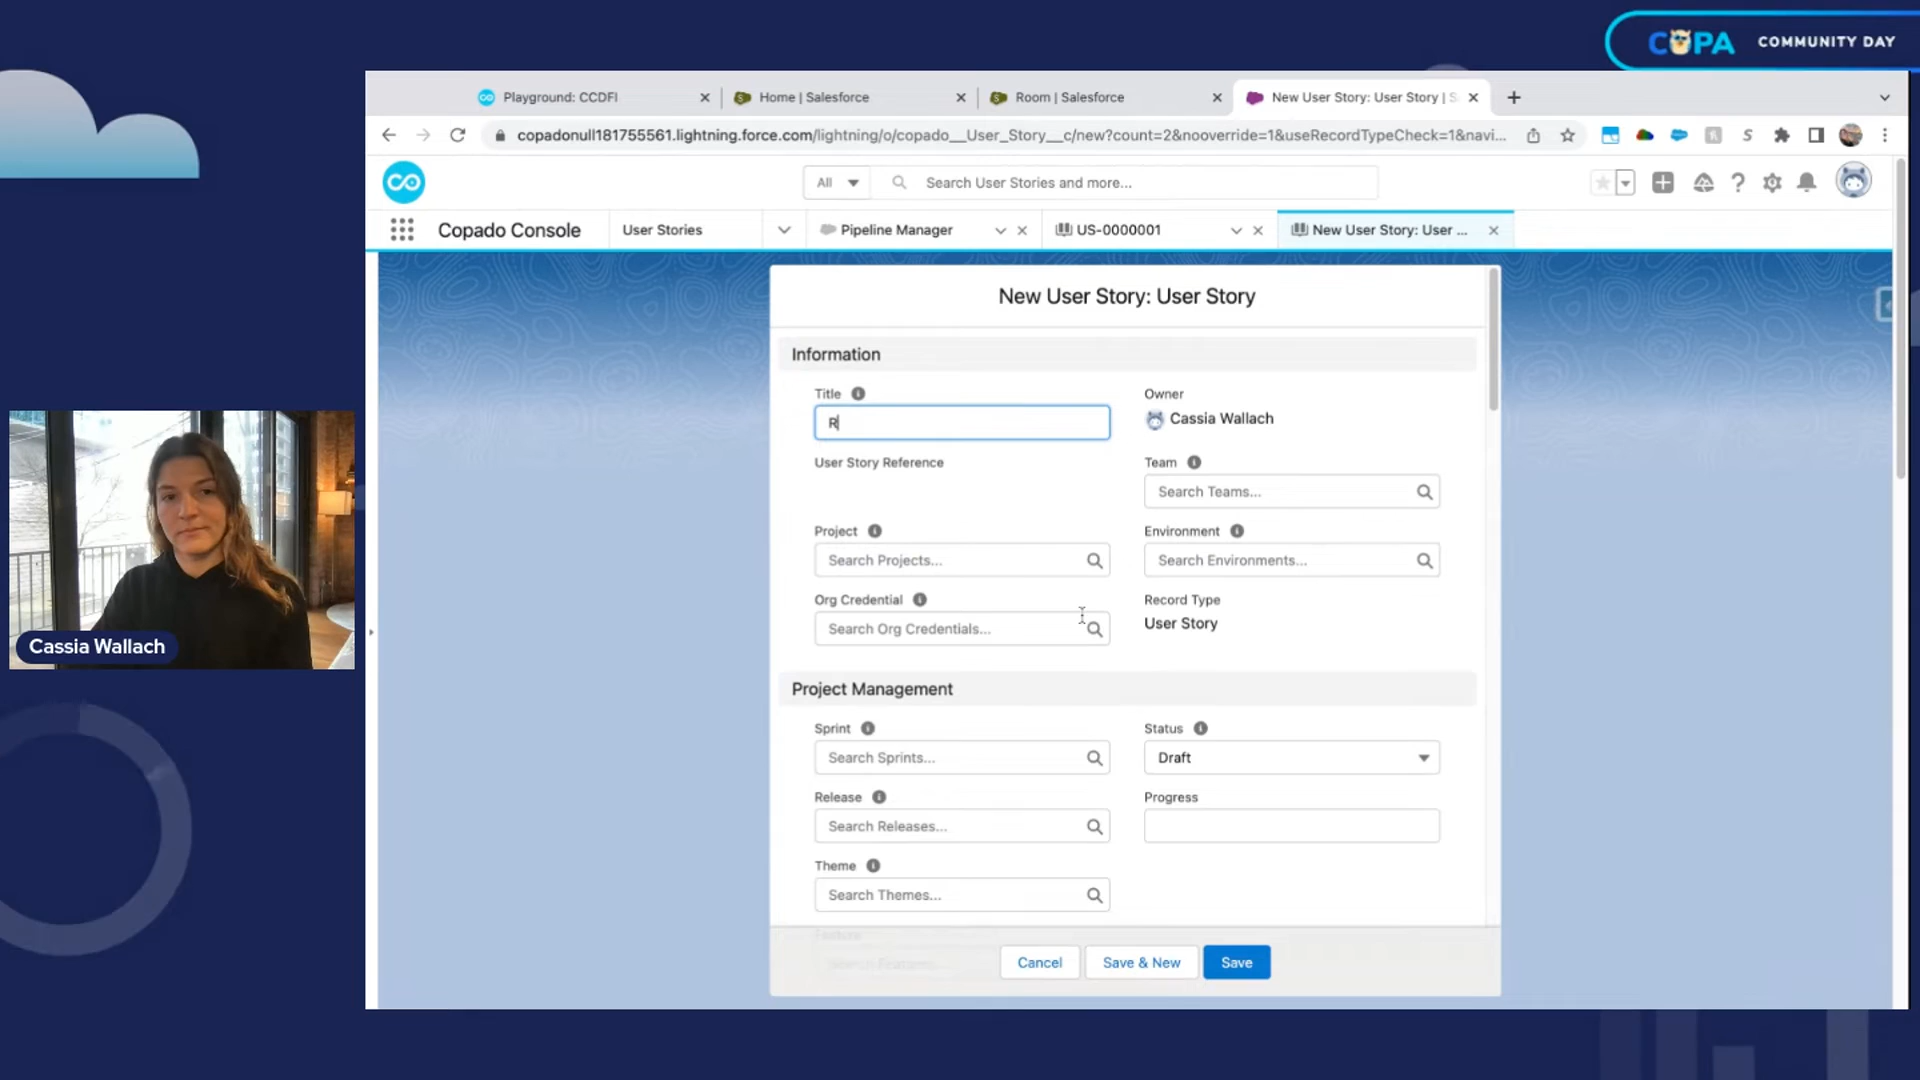 COPA COMMUNITY DAY
Playground: CCDFI
Home | Salesforce
Room | Salesforce
New User Story: User Story | S
copadonull181755561.lightning.force.com/lightning/o/copado__User_Story__c/new?count=2&nooverride=1&useRecordTypeCheck=1&navi...
All
Search User Stories and more...
Copado Console
User Stories
Pipeline Manager
US-0000001
New User Story: User ...
New User Story: User Story
Information
Title
Owner
R
Cassia Wallach
User Story Reference
Team
Search Teams...
Project
Environment
Search Projects...
Search Environments...
Org Credential
Record Type
Search Org Credentials...
User Story
Cassia Wallach
Project Management
Sprint
Status
Search Sprints...
Draft
Release
Progress
Search Releases...
Theme
Search Themes...
Feature
Search Features...
Cancel
Save & New
Save